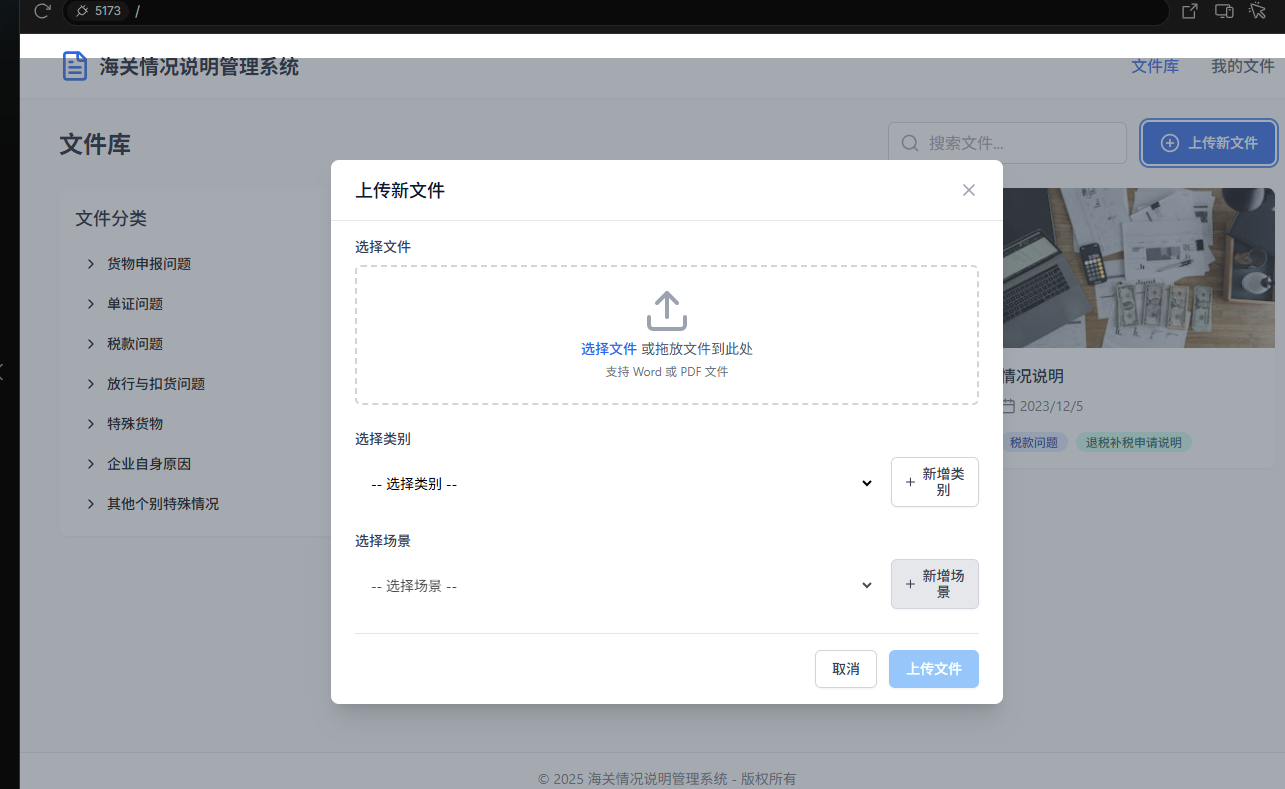 5173 /
海关情况说明管理系统
文件库 我的文件
文件库
搜索文件...
上传新文件
文件分类
货物申报问题
单证问题
税款问题
放行与扣货问题
特殊货物
企业自身原因
其他个别特殊情况
上传新文件
选择文件
选择文件 或拖放文件到此处
支持 Word 或 PDF 文件
选择类别
-- 选择类别 --
+ 新增类
别
选择场景
-- 选择场景 --
+ 新增场
景
取消 上传文件
情况说明
2023/12/5
税款问题 退税补税申请说明
© 2025 海关情况说明管理系统 - 版权所有